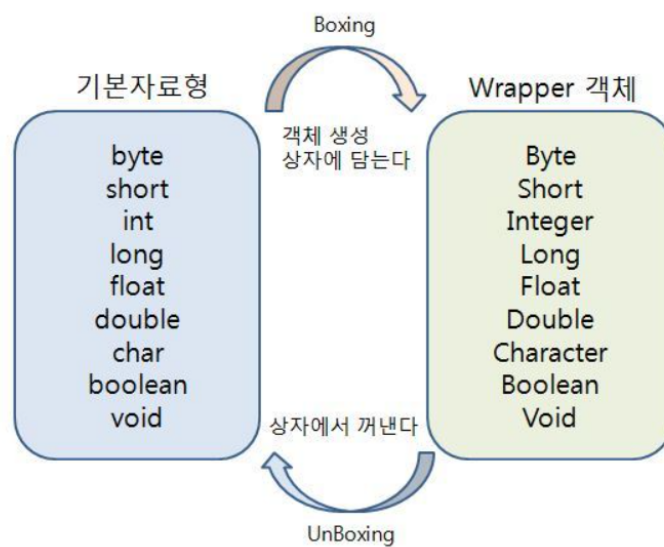 Boxing
기본자료형
Wrapper 객체
객체 생성
상자에 담는다
byte
short
int
long
float
double
char
boolean
void
Byte
Short
Integer
Long
Float
Double
Character
Boolean
Void
상자에서 꺼낸다
UnBoxing